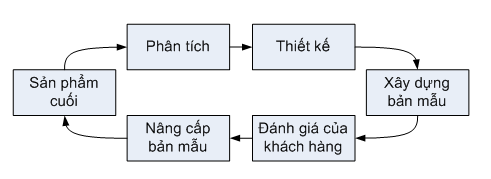 Phân tích
Thiết kế
Xây dựng
bản mẫu
Đánh giá của
khách hàng
Nâng cấp
bản mẫu
Sản phẩm
cuối